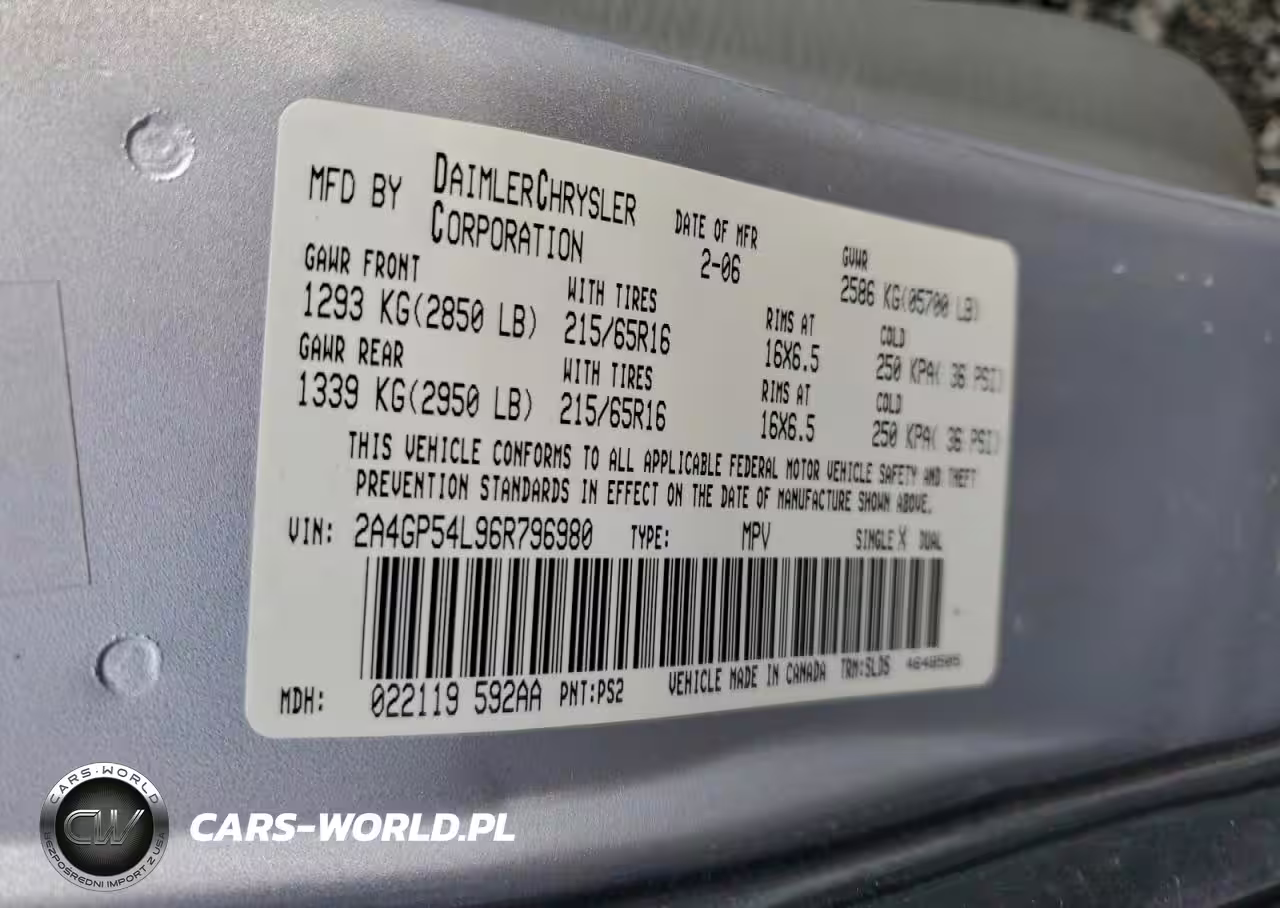 MFD BY DAIMLERCHRYSLER CORPORATION
DATE OF MFR 2-06
GVWR 2586 KG(05700 LB)
GAWR FRONT WITH TIRES RIMS AT COLD
1293 KG(2850 LB) 215/65R16 16X6.5 250 KPA( 36 PSI)
GAWR REAR WITH TIRES RIMS AT COLD
1339 KG(2950 LB) 215/65R16 16X6.5 250 KPA( 36 PSI)
THIS VEHICLE CONFORMS TO ALL APPLICABLE FEDERAL MOTOR VEHICLE SAFETY AND THEFT
PREVENTION STANDARDS IN EFFECT ON THE DATE OF MANUFACTURE SHOWN ABOVE.
VIN: 2A4GP54L96R796980 TYPE: MPV SINGLE X DUAL
MDH: 022119 592AA PNT:PS2 VEHICLE MADE IN CANADA TRM:SLDS
CARS-WORLD
CW
BEZPOŚREDNI IMPORT Z USA
CARS-WORLD.PL